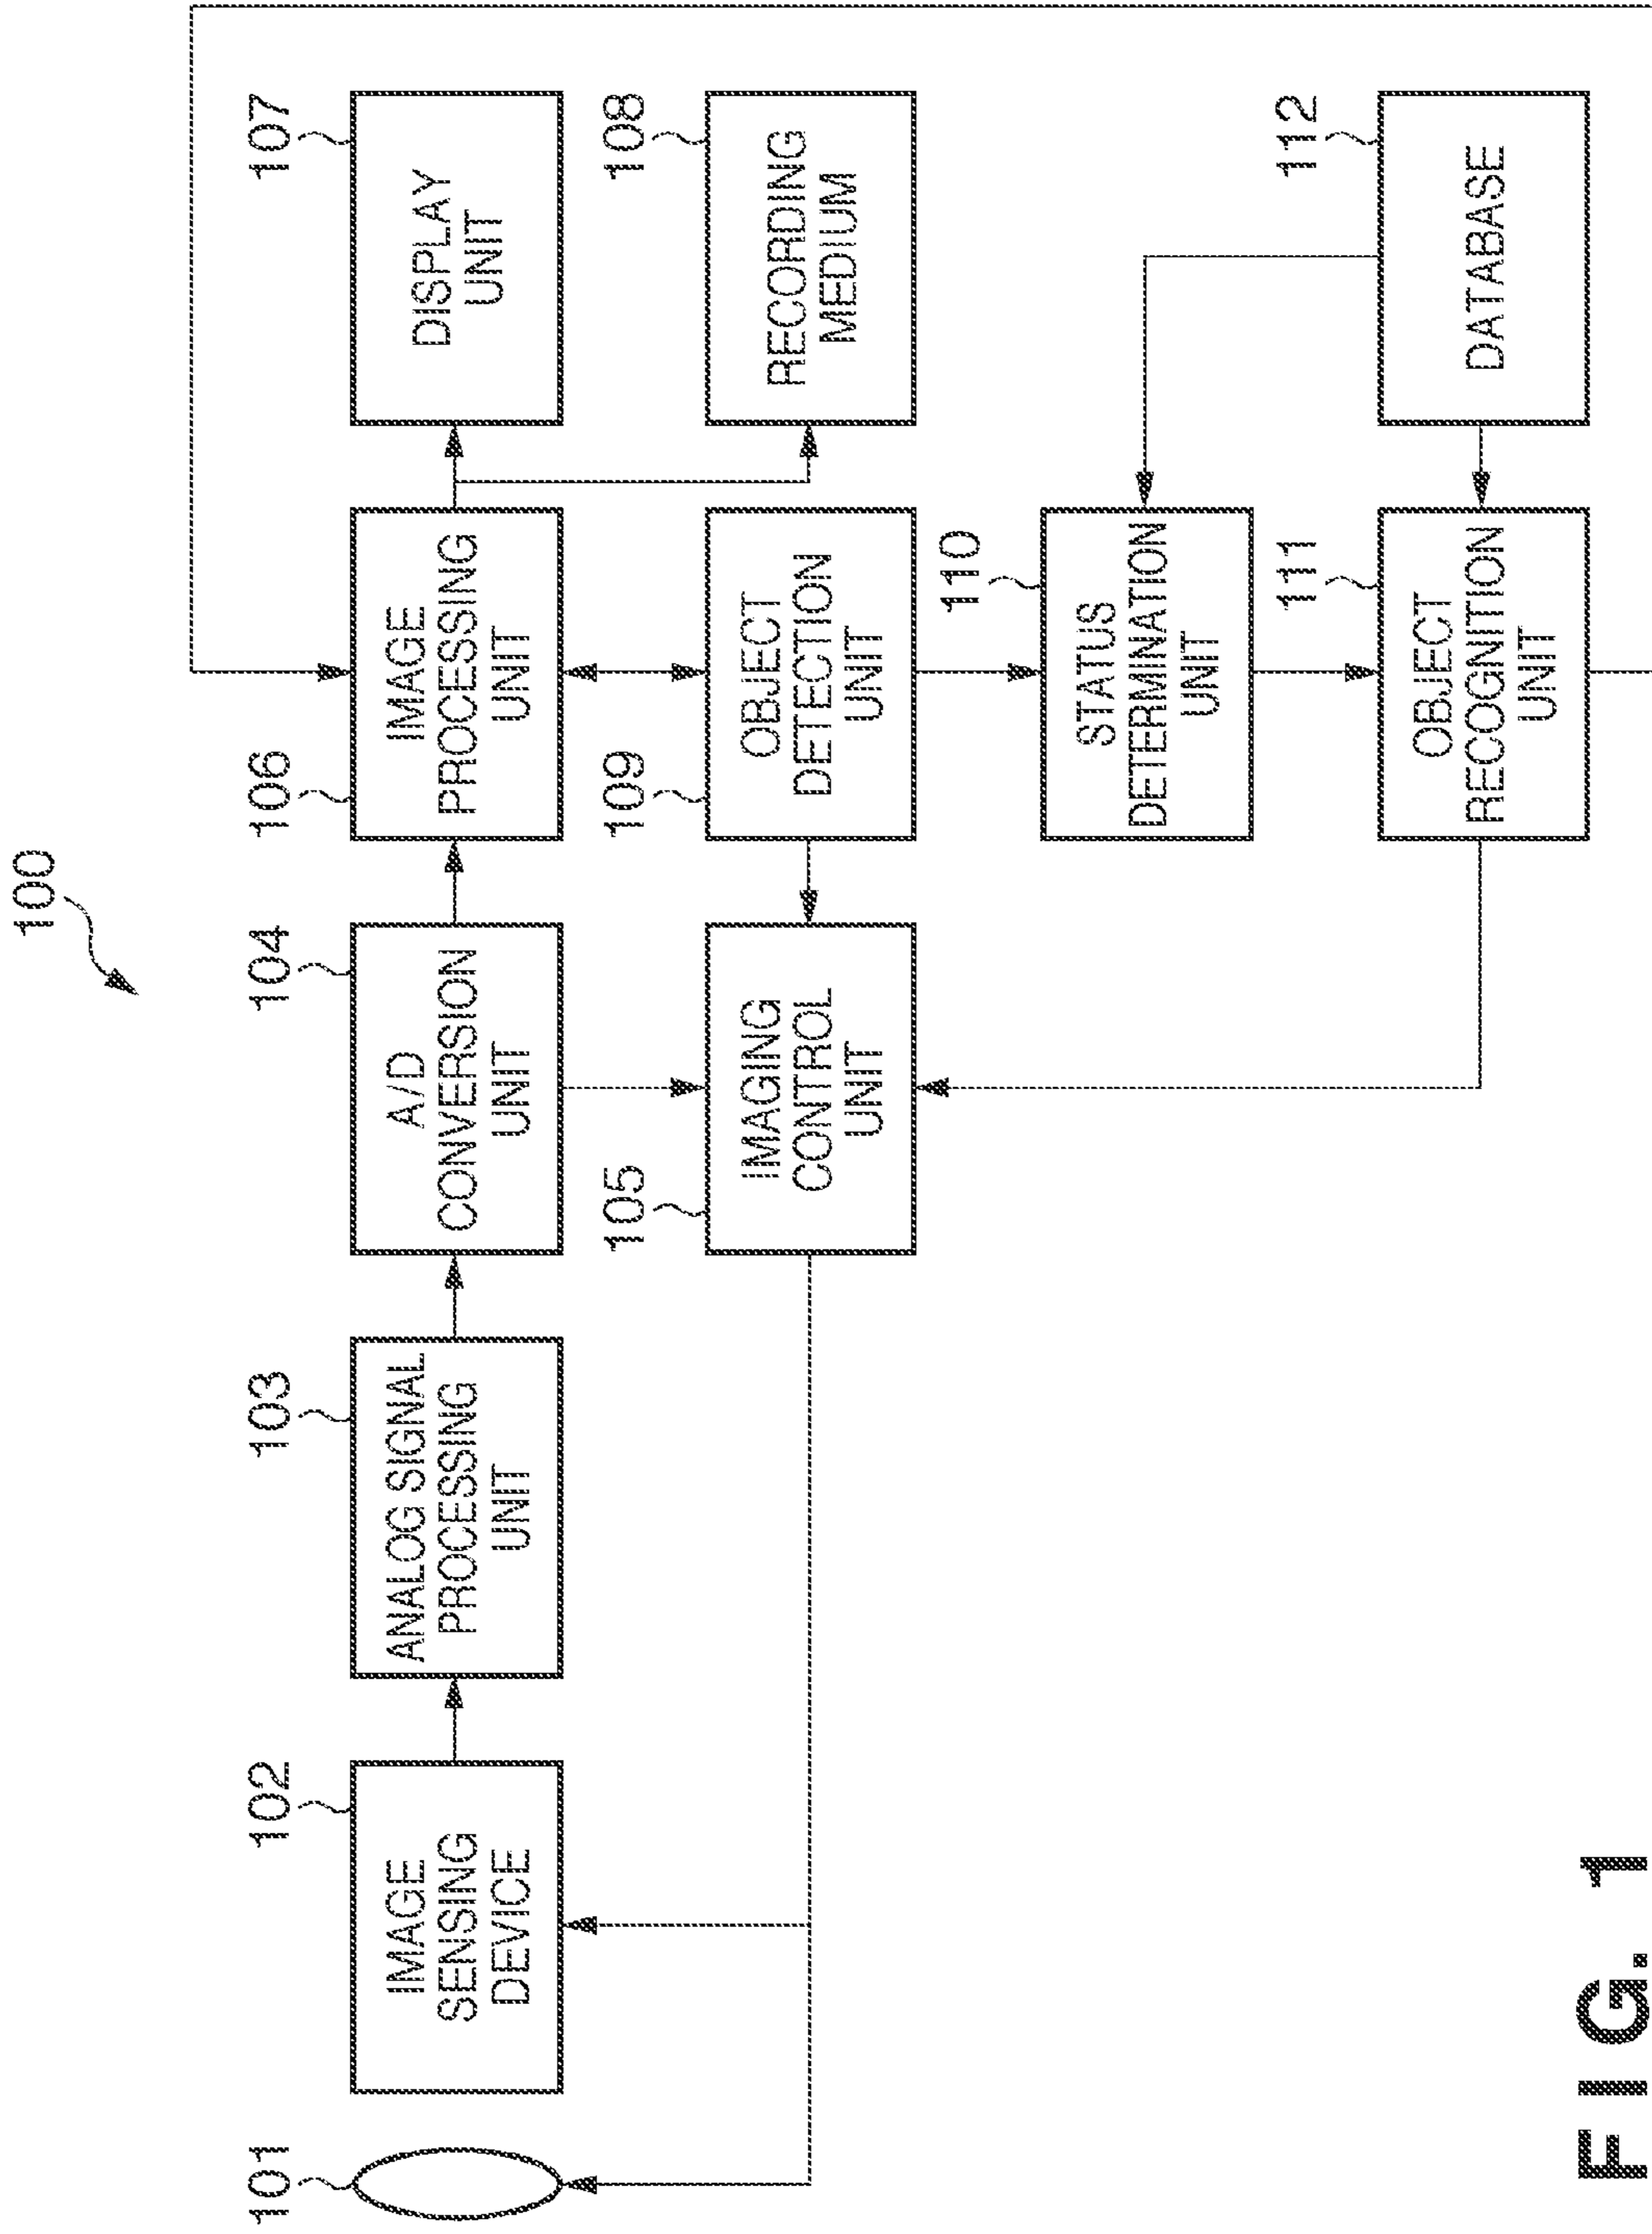 100
101
102
IMAGE
SENSING
DEVICE
103
ANALOG SIGNAL
PROCESSING
UNIT
104
A/D
CONVERSION
UNIT
106
IMAGE
PROCESSING
UNIT
107
DISPLAY
UNIT
105
IMAGING
CONTROL
UNIT
109
OBJECT
DETECTION
UNIT
108
RECORDING
MEDIUM
110
STATUS
DETERMINATION
UNIT
111
OBJECT
RECOGNITION
UNIT
112
DATABASE
FIG. 1